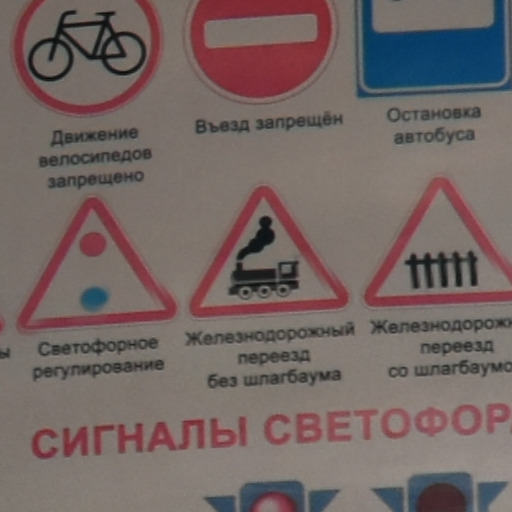 Движение
велосипедов
запрещено
Въезд запрещён
Остановка
автобуса
Светофорное
регулирование
Железнодорожный
переезд
без шлагбаума
переезд
СИГНАЛЫ